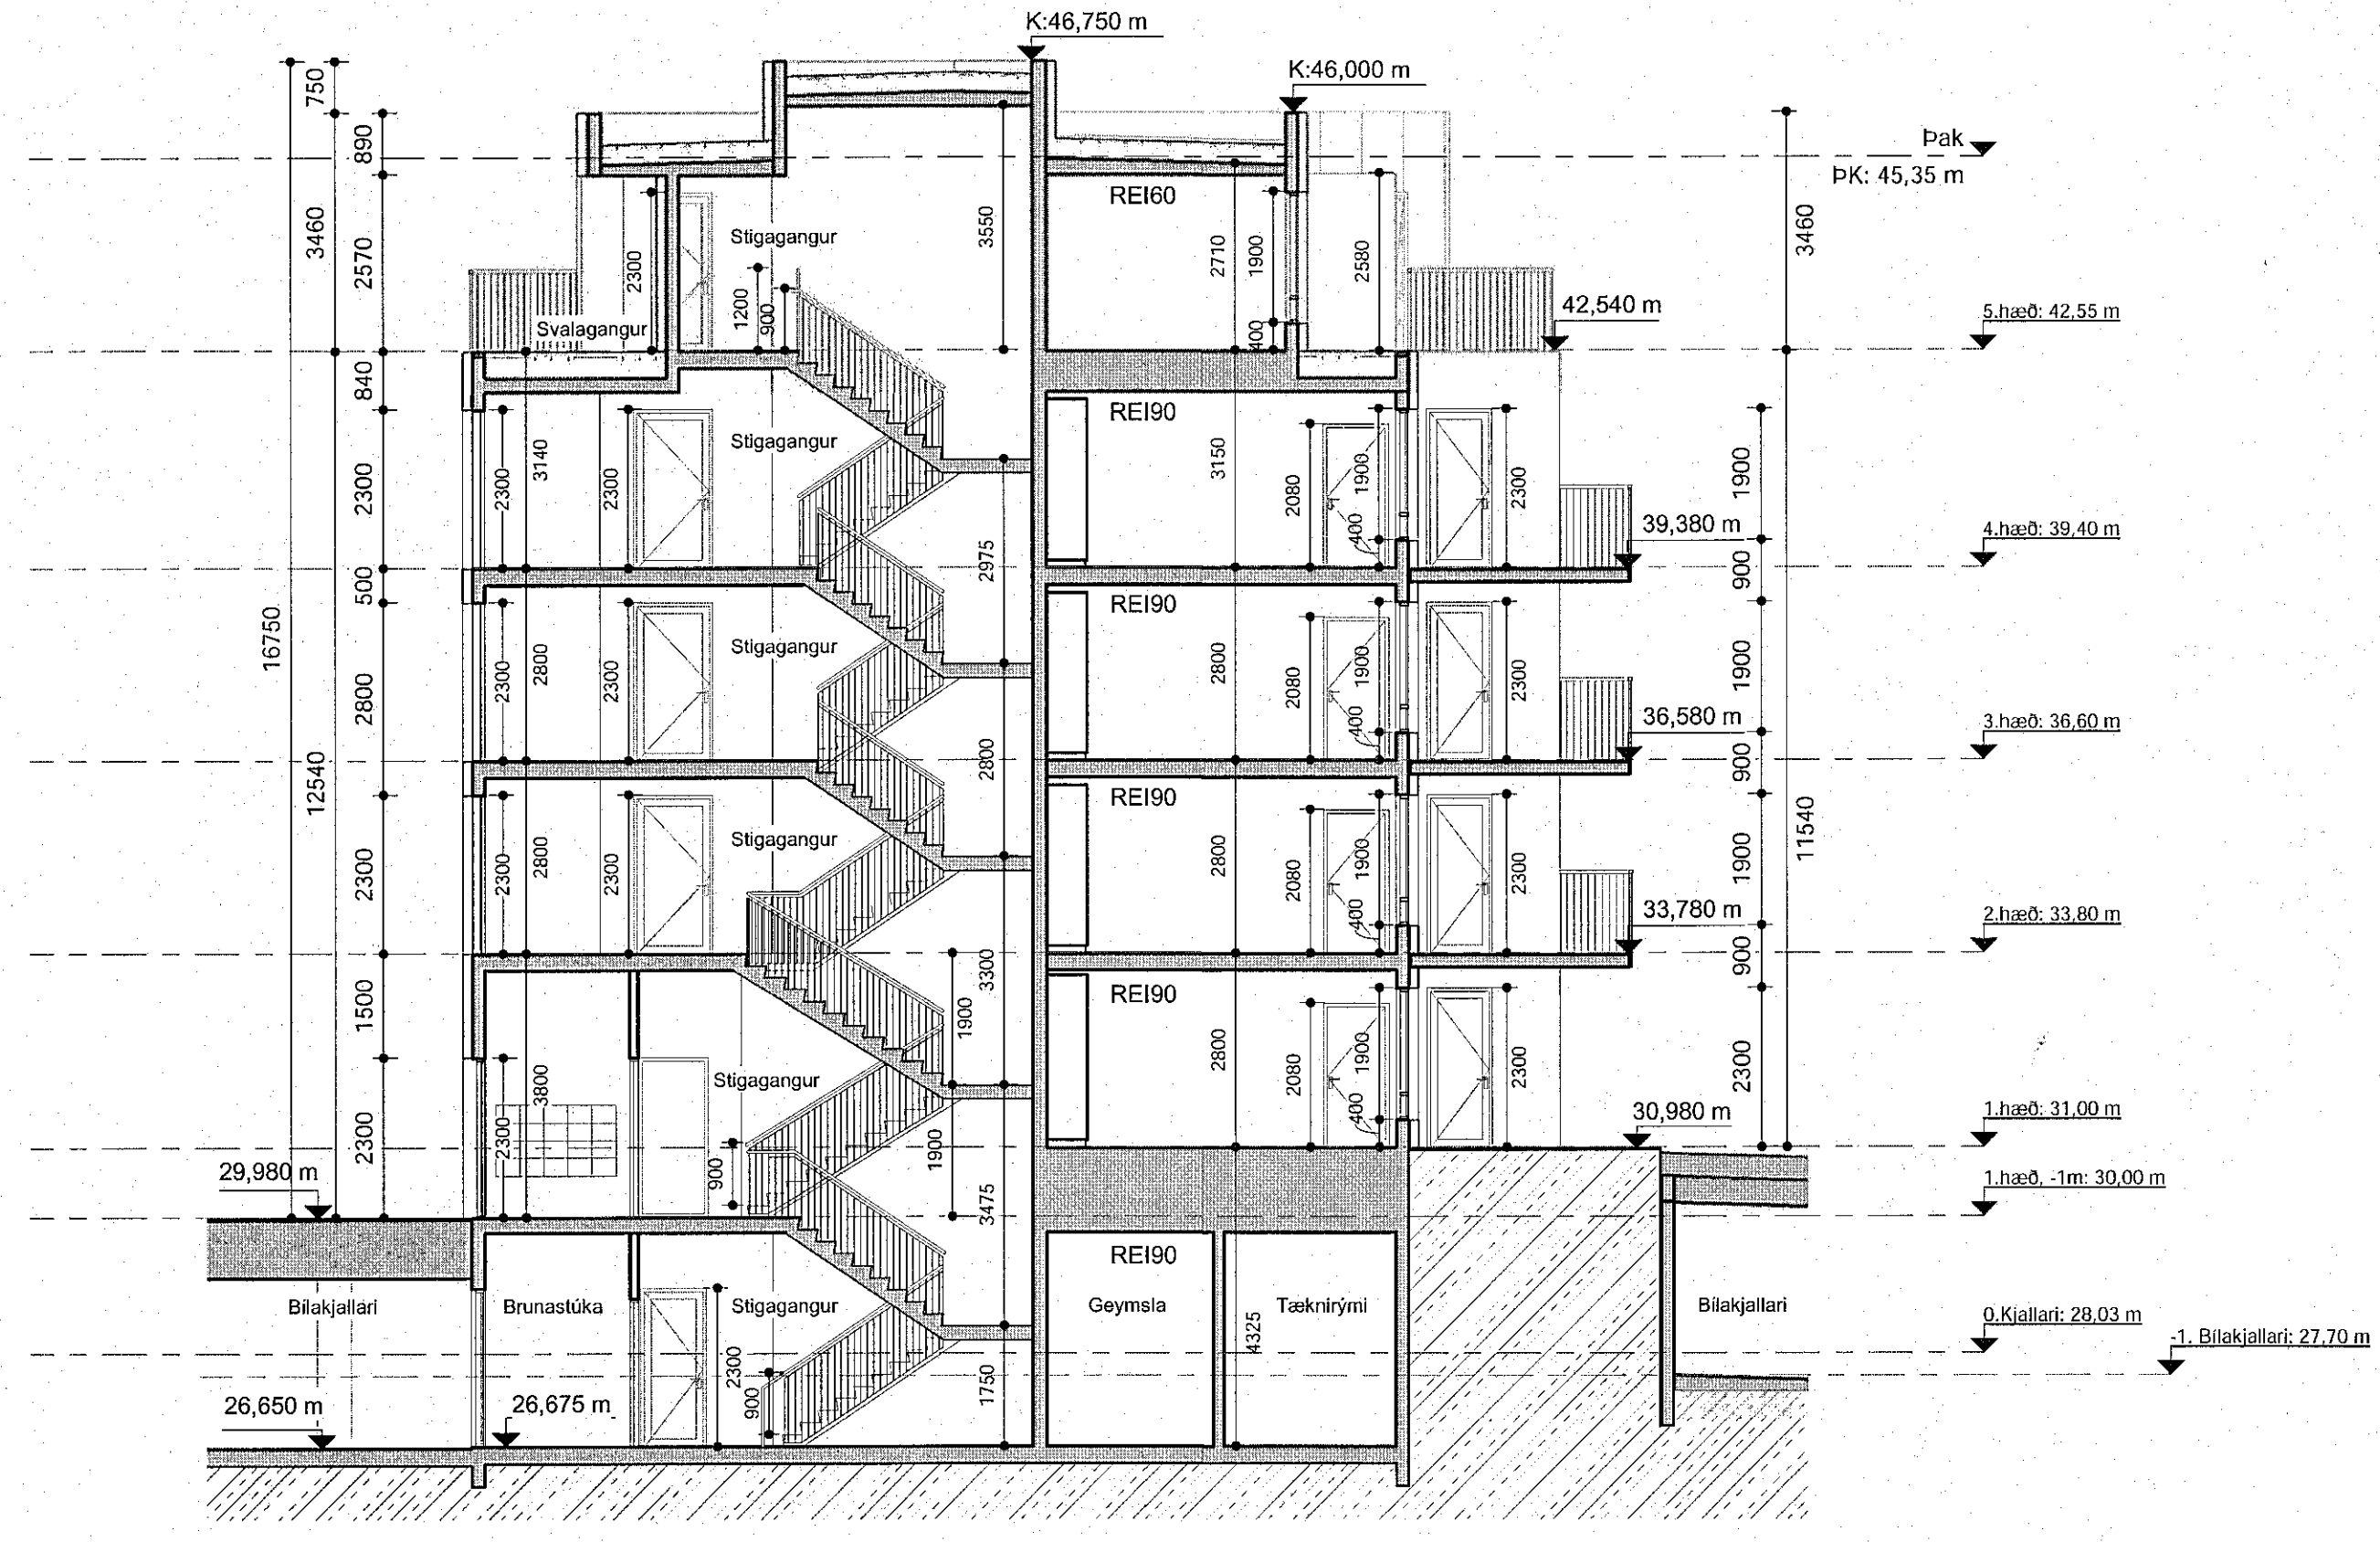 K:46,750 m
K:46,000 m
750
890
Þak
ÞK: 45,35 m
REI60
3460
2570
2300
Stigagangur
3550
2710
1900
2580
3460
1200
900
400
42,540 m
5.hæð: 42,55 m
Svalagangur
840
REI90
Stigagangur
2300
2300
3140
2300
3150
2080
1900
400
2300
1900
39,380 m
4.hæð: 39,40 m
2975
500
900
REI90
16750
2800
2300
2800
2300
Stigagangur
2800
2080
1900
400
2300
1900
36,580 m
3.hæð: 36,60 m
12540
2800
900
REI90
11540
2300
2300
2800
2300
Stigagangur
2800
2080
1900
400
2300
1900
33,780 m
2.hæð: 33,80 m
3300
900
1500
REI90
1900
2800
2080
1900
400
2300
2300
3800
Stigagangur
2300
2300
900
1900
30,980 m
1.hæð: 31,00 m
29,980 m
3475
1.hæð, -1m: 30,00 m
REI90
Bílakjallari
Brunastúka
Stigagangur
Geymsla
Tæknirými
Bílakjallari
0.Kjallari: 28,03 m
-1. Bílakjallari: 27,70 m
4325
2300
900
1750
26,650 m
26,675 m